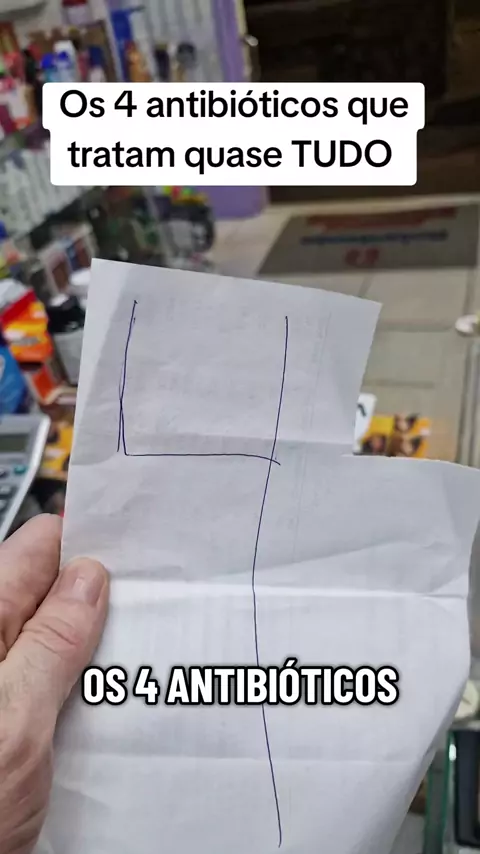 Os 4 antibióticos que
tratam quase TUDO
4
OS 4 ANTIBIÓTICOS